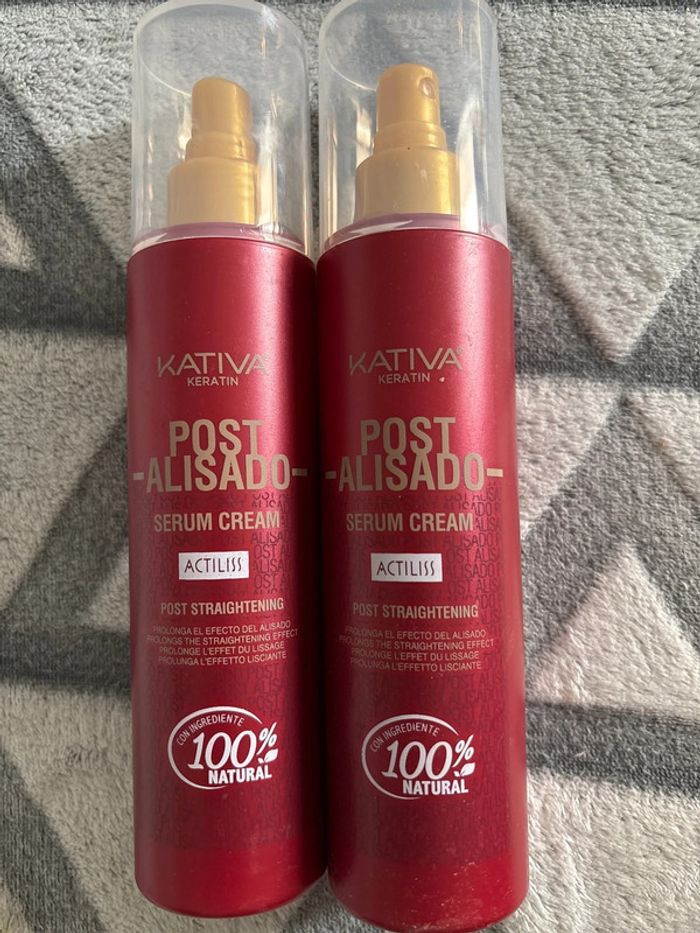 KATIVA
KERATIN
POST
-ALISADO-
SERUM CREAM
ACTILISS
POST STRAIGHTENING
PROLONGA EL EFECTO DEL ALISADO
PROLONGS THE STRAIGHTENING EFFECT
PROLONGE L'EFFET DU LISSAGE
PROLUNGA L'EFFETTO LISCIANTE
CON INGREDIENTE
100%
NATURAL
KATIVA
KERATIN
POST
-ALISADO-
SERUM CREAM
ACTILISS
POST STRAIGHTENING
PROLONGA EL EFECTO DEL ALISADO
PROLONGS THE STRAIGHTENING EFFECT
PROLONGE L'EFFET DU LISSAGE
PROLUNGA L'EFFETTO LISCIANTE
CON INGREDIENTE
100%
NATURAL